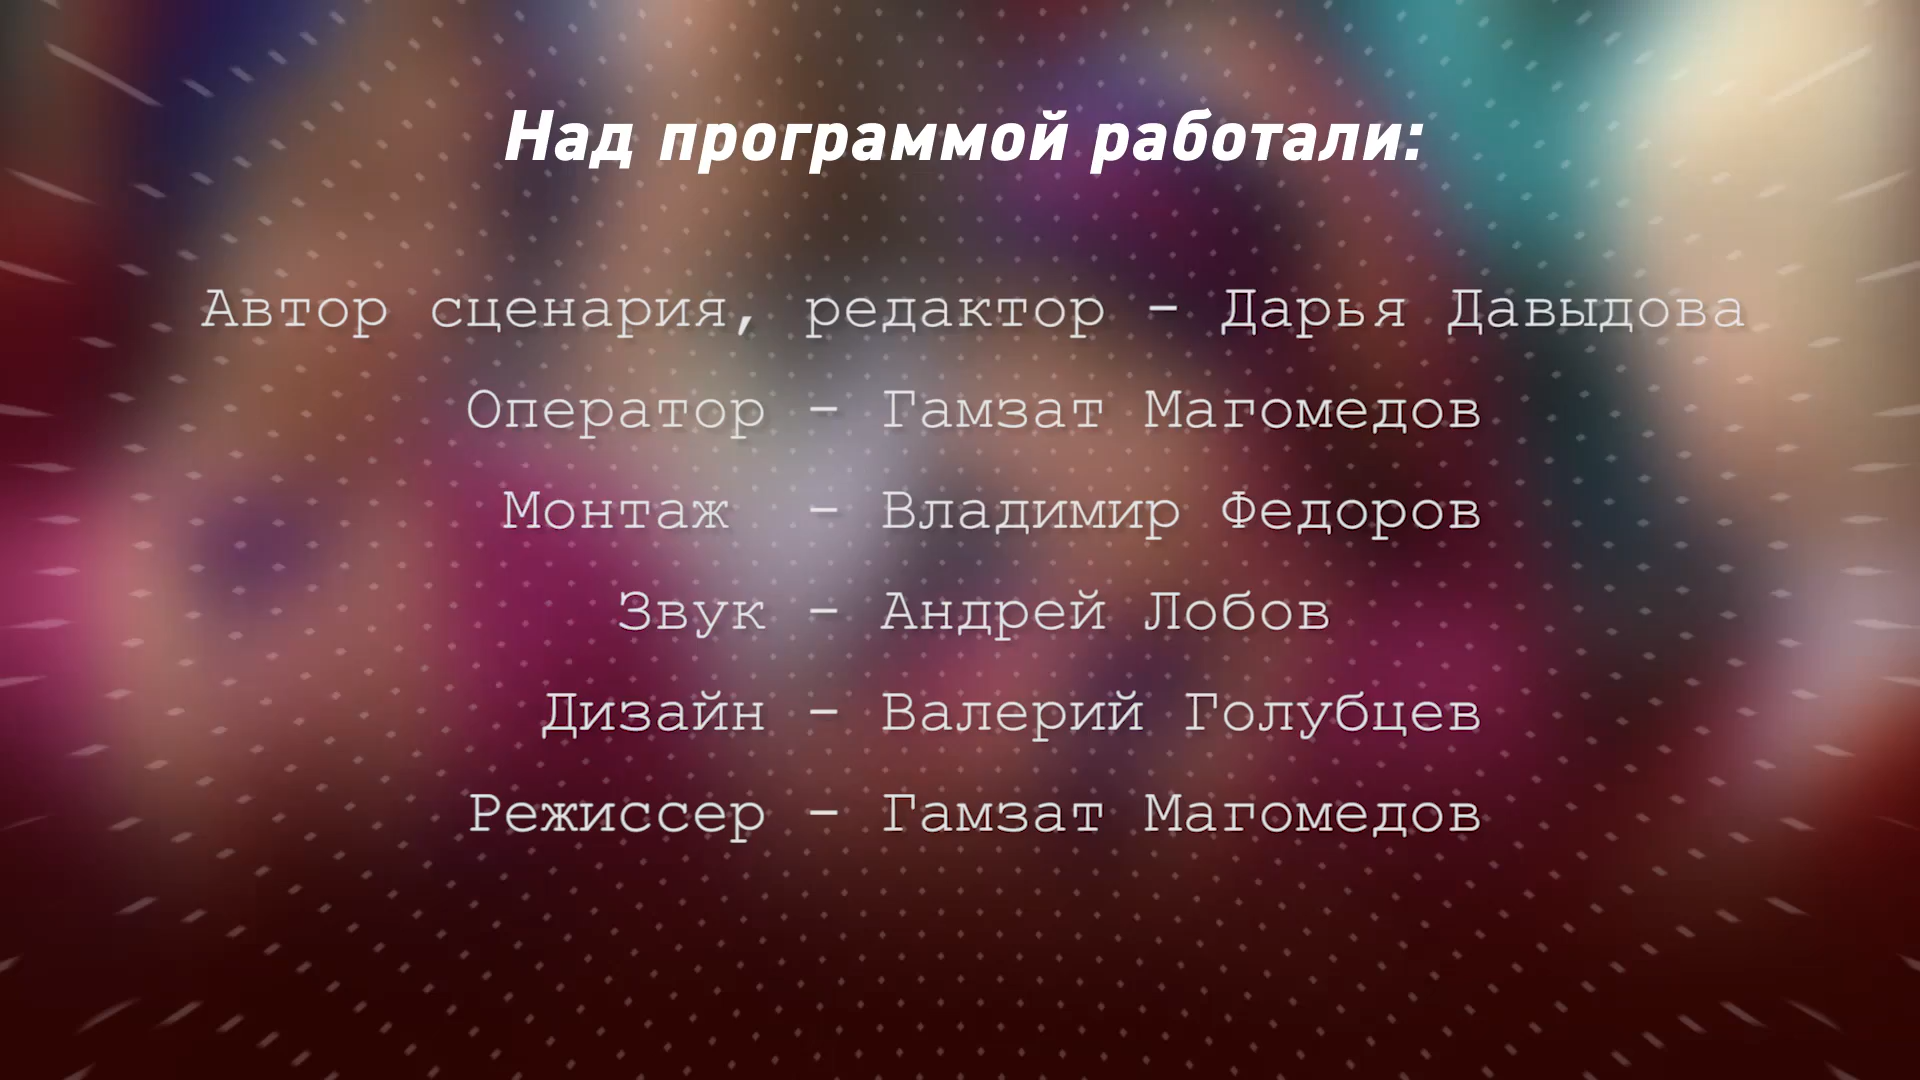 Над программой работали:
Автор сценария, редактор - Дарья Давыдова
Оператор - Гамзат Магомедов
Монтаж - Владимир Федоров
Звук - Андрей Лобов
Дизайн - Валерий Голубцев
Режиссер - Гамзат Магомедов